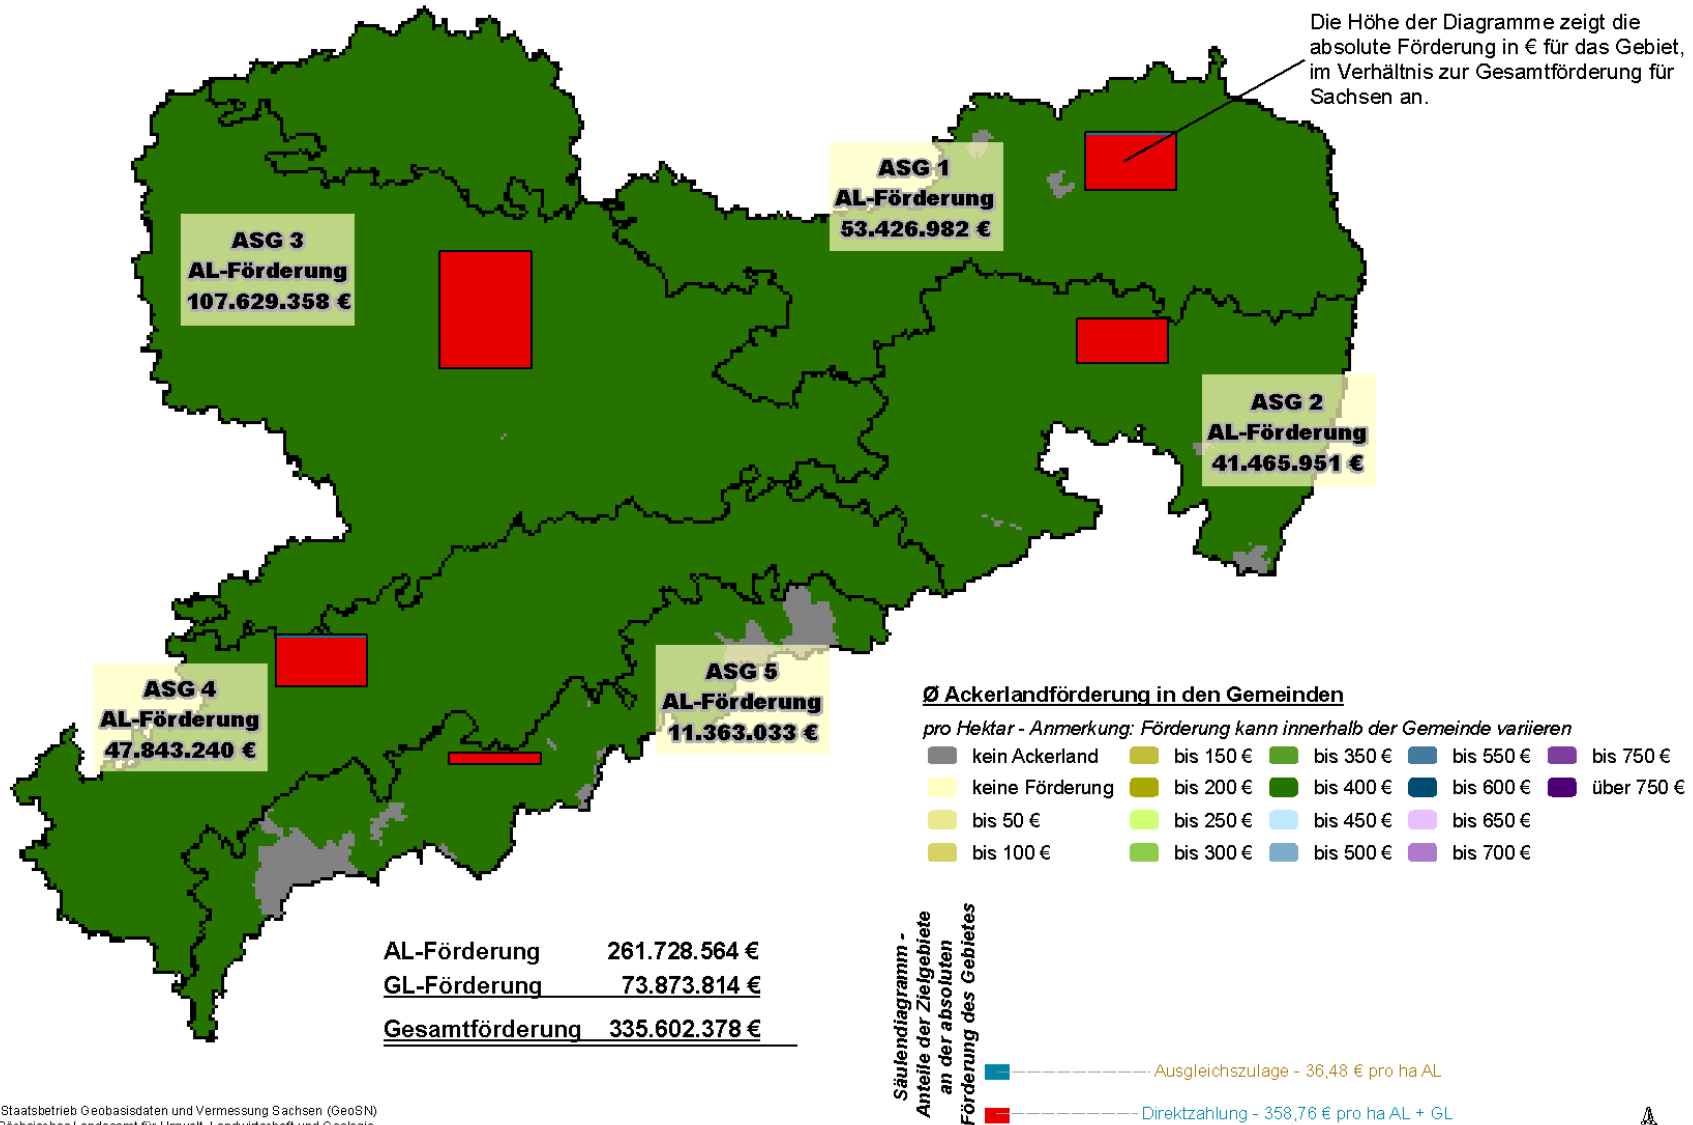 Die Höhe der Diagramme zeigt die
absolute Förderung in € für das Gebiet,
im Verhältnis zur Gesamtförderung für
Sachsen an.
ASG 1
AL-Förderung
53.426.982 €
ASG 3
AL-Förderung
107.629.358 €
ASG 2
AL-Förderung
41.465.951 €
ASG 4
AL-Förderung
47.843.240 €
ASG 5
AL-Förderung
11.363.033 €
Ø Ackerlandförderung in den Gemeinden
pro Hektar - Anmerkung: Förderung kann innerhalb der Gemeinde variieren
kein Ackerland bis 150 € bis 350 € bis 550 € bis 750 €
keine Förderung bis 200 € bis 400 € bis 600 € über 750 €
bis 50 € bis 250 € bis 450 € bis 650 €
bis 100 € bis 300 € bis 500 € bis 700 €
AL-Förderung 261.728.564 €
GL-Förderung 73.873.814 €
Gesamtförderung 335.602.378 €
Säulendiagramm -
Anteile der Zielgebiete
an der absoluten
Förderung des Gebietes
Ausgleichszulage - 36,48 € pro ha AL
Direktzahlung - 358,76 € pro ha AL + GL
Staatsbetrieb Geobasisdaten und Vermessung Sachsen (GeoSN)
Sächsisches Landesamt für Umwelt, Landwirtschaft und Geologie